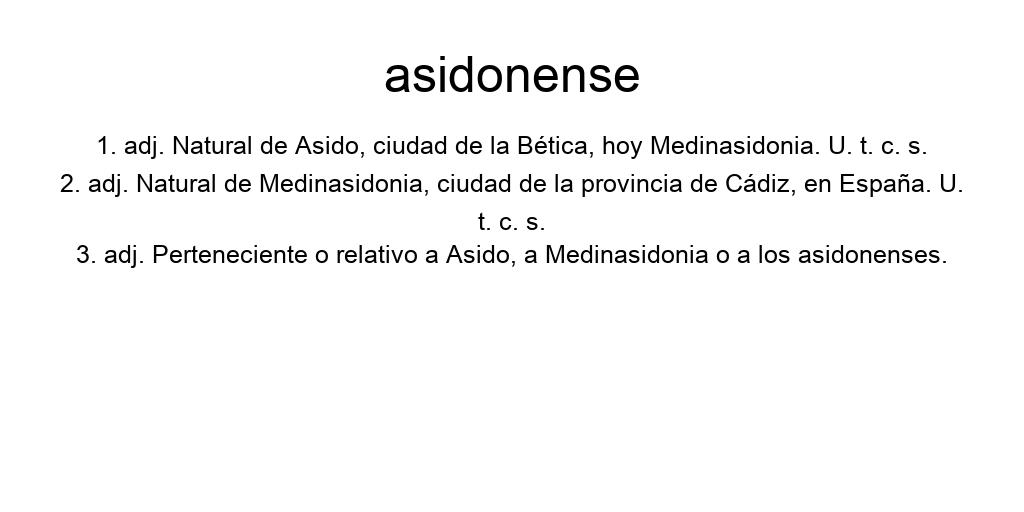 asidonense
1. adj. Natural de Asido, ciudad de la Bética, hoy Medinasidonia. U. t. c. s.
2. adj. Natural de Medinasidonia, ciudad de la provincia de Cádiz, en España. U.
t. c. s.
3. adj. Perteneciente o relativo a Asido, a Medinasidonia o a los asidonenses.